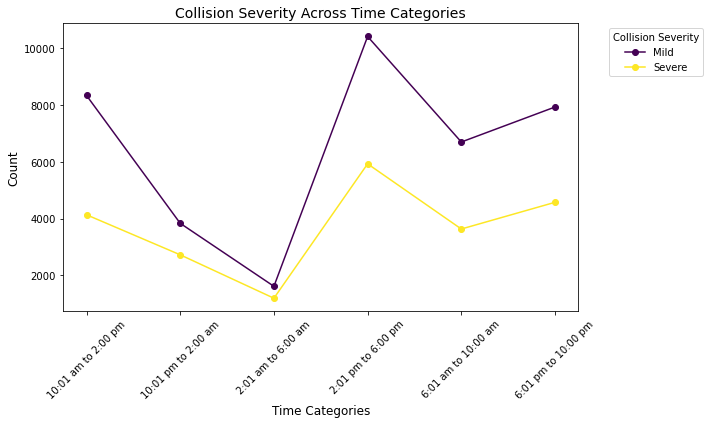 Collision Severity Across Time Categories
Collision Severity
Mild
Severe
Count
10000
8000
6000
4000
2000
10:01 am to 2:00 pm
10:01 pm to 2:00 am
2:01 am to 6:00 am
2:01 pm to 6:00 pm
6:01 am to 10:00 am
6:01 pm to 10:00 pm
Time Categories